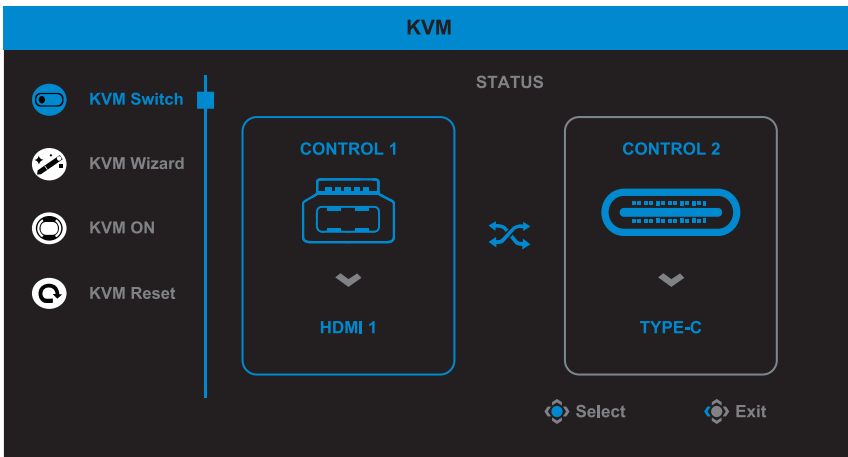 KVM
STATUS
KVM Switch
KVM Wizard
KVM ON
KVM Reset
CONTROL 1
HDMI 1
CONTROL 2
TYPE-C
Select
Exit